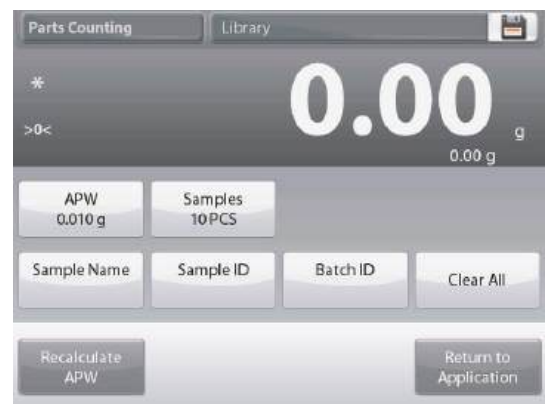 Parts Counting
Library
*
>0<
0.00 g
0.00 g
APW
0.010 g
Samples
10 PCS
Sample Name
Sample ID
Batch ID
Clear All
Recalculate
APW
Return to
Application